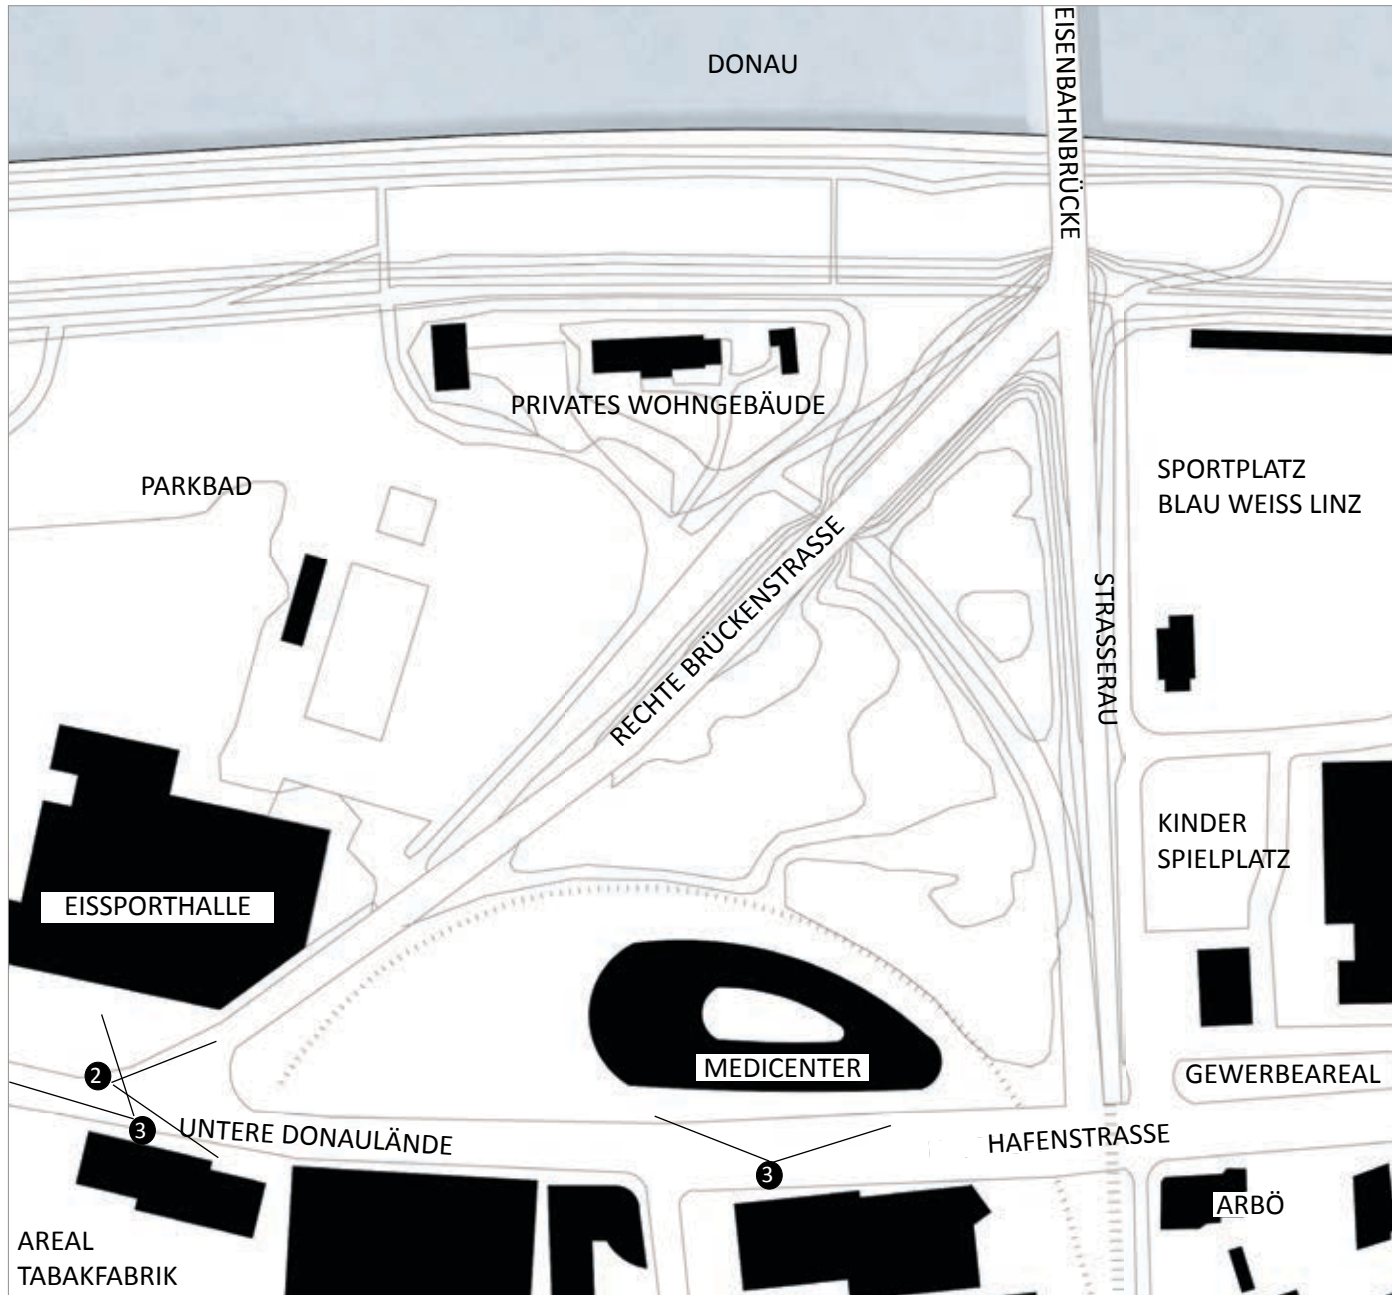 DONAU
EISENBAHNBRÜCKE
PRIVATES WOHNGEBÄUDE
PARKBAD
SPORTPLATZ
BLAU WEISS LINZ
RECHTE BRÜCKENSTRASSE
STRASSERAU
KINDER
SPIELPLATZ
EISSPORTHALLE
MEDICENTER
GEWERBEAREAL
2
3
UNTERE DONAULÄNDE
HAFENSTRASSE
3
ARBÖ
AREAL
TABAKFABRIK